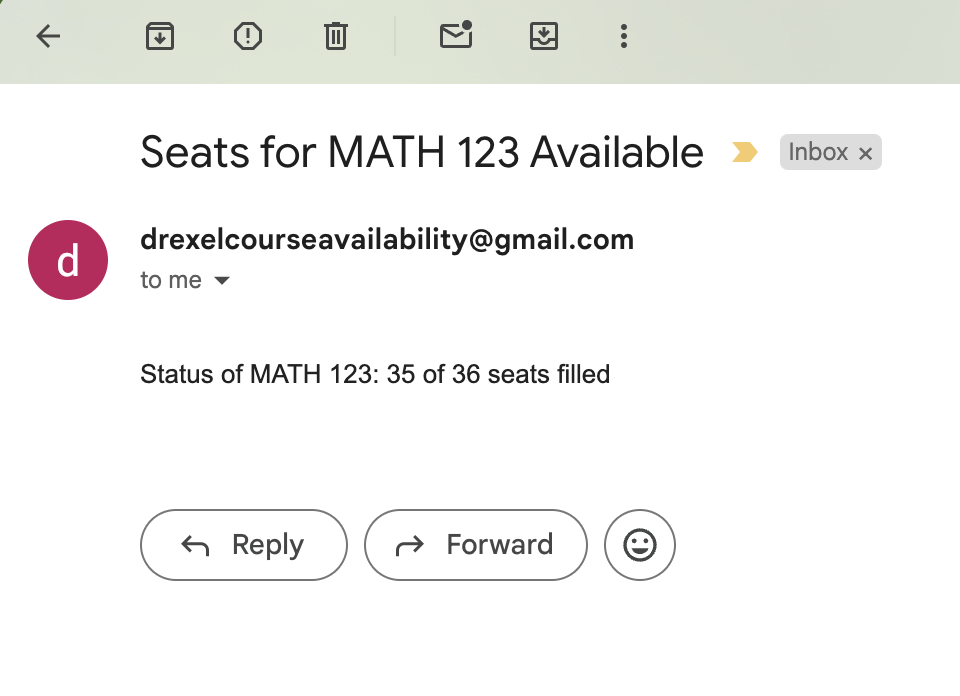 Seats for MATH 123 Available Inbox ×
d
drexelcourseavailability@gmail.com
to me
Status of MATH 123: 35 of 36 seats filled
Reply Forward